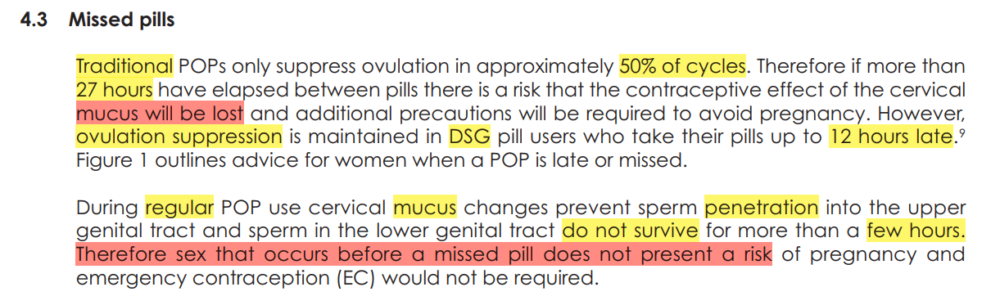 4.3 Missed pills
Traditional POPs only suppress ovulation in approximately 50% of cycles. Therefore if more than
27 hours have elapsed between pills there is a risk that the contraceptive effect of the cervical
mucus will be lost and additional precautions will be required to avoid pregnancy. However,
ovulation suppression is maintained in DSG pill users who take their pills up to 12 hours late.⁹
Figure 1 outlines advice for women when a POP is late or missed.
During regular POP use cervical mucus changes prevent sperm penetration into the upper
genital tract and sperm in the lower genital tract do not survive for more than a few hours.
Therefore sex that occurs before a missed pill does not present a risk of pregnancy and
emergency contraception (EC) would not be required.